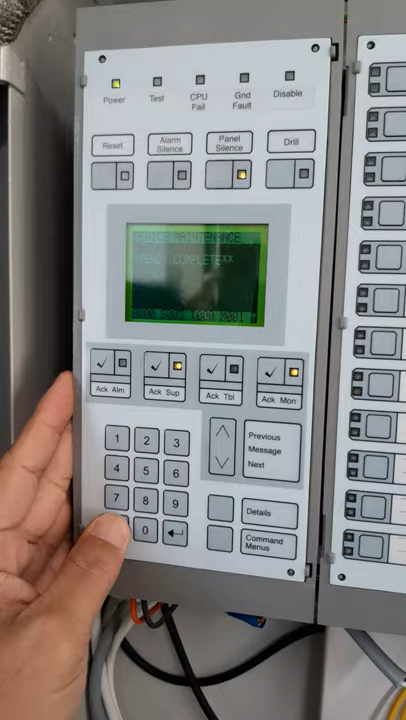 Power
Test
CPU
Fail
Gnd
Fault
Disable
Reset
Alarm
Silence
Panel
Silence
Drill
MAINTENANCE
COMPLETE**
Ack Alm
Ack Sup
Ack Tbl
Ack Mon
1 2 3
4 5 6
7 8 9
0
Previous
Message
Next
Details
Command
Menus